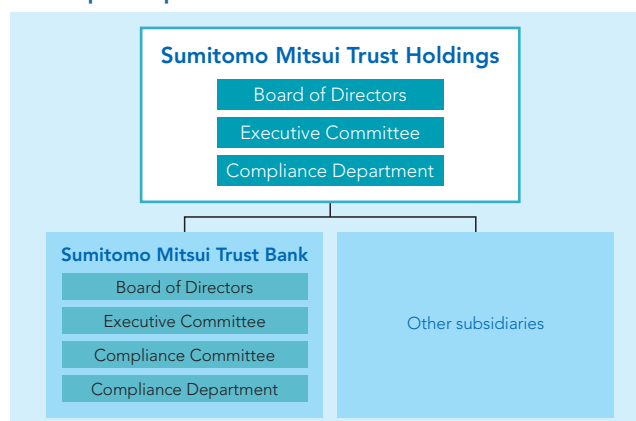 Sumitomo Mitsui Trust Holdings
Board of Directors
Executive Committee
Compliance Department
Sumitomo Mitsui Trust Bank
Board of Directors
Executive Committee
Compliance Committee
Compliance Department
Other subsidiaries